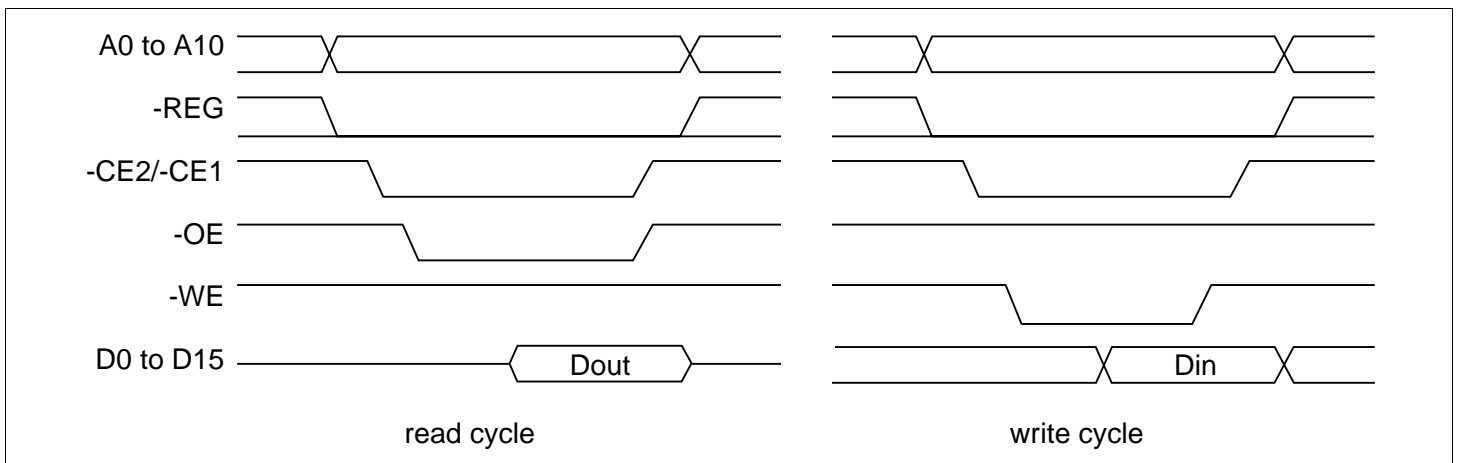 A0 to A10
-REG
-CE2/-CE1
-OE
-WE
D0 to D15 Dout Din
read cycle write cycle